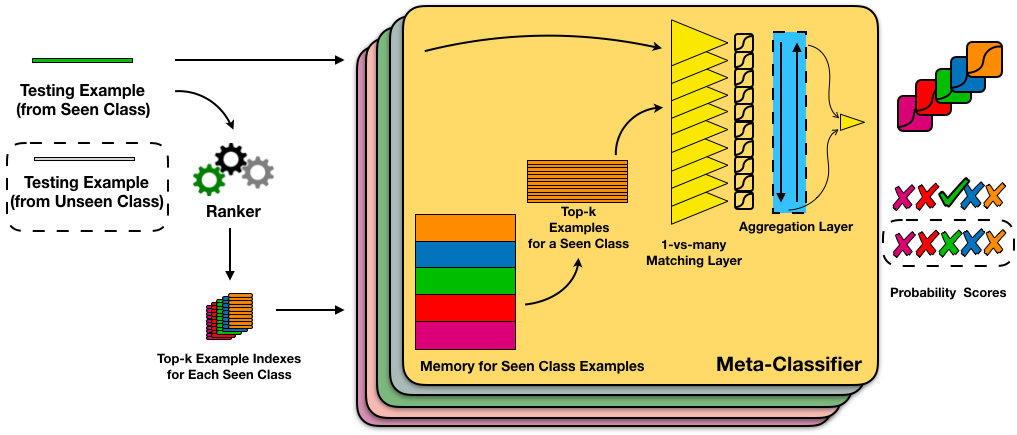 Testing Example
(from Seen Class)
Testing Example
(from Unseen Class)
Ranker
Top-k Example Indexes
for Each Seen Class
Memory for Seen Class Examples
Top-k
Examples
for a Seen Class
1-vs-many
Matching Layer
Aggregation Layer
Meta-Classifier
Probability Scores